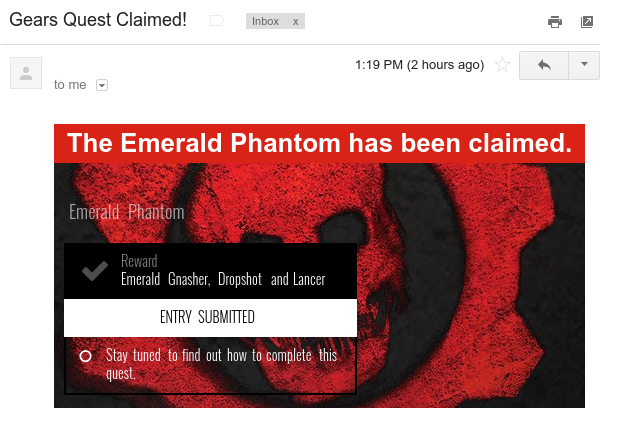 Gears Quest Claimed!
Inbox x
1:19 PM (2 hours ago)
to me
The Emerald Phantom has been claimed.
Emerald Phantom
Reward
Emerald Gnasher, Dropshot and Lancer
ENTRY SUBMITTED
Stay tuned to find out how to complete this
quest.